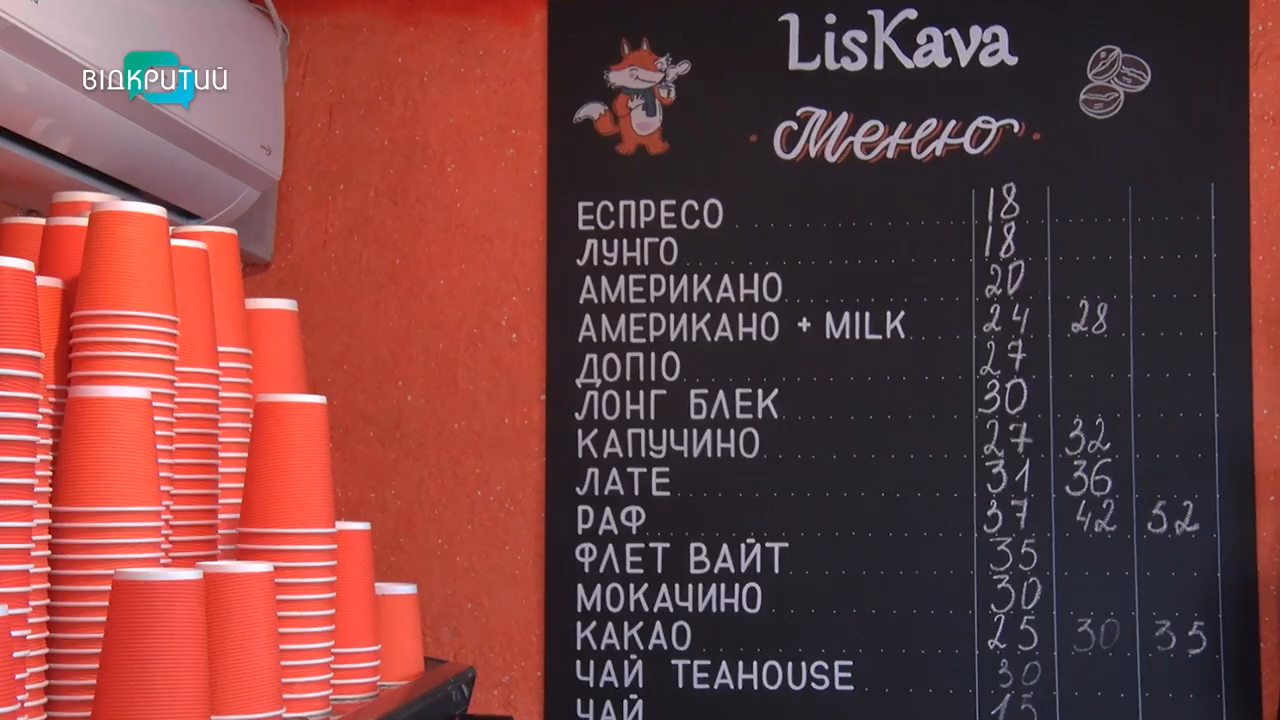 ВІДКРИТИЙ
LisKava
Меню
ЕСПРЕСО 18
ЛУНГО 18
АМЕРИКАНО 20
АМЕРИКАНО + MILK 24 28
ДОПІО 27
ЛОНГ БЛЕК 30
КАПУЧИНО 27 32
ЛАТЕ 31 36
РАФ 37 42 52
ФЛЕТ ВАЙТ 35
МОКАЧИНО 30
КАКАО 25 30 35
ЧАЙ TEAHOUSE 30
ЧАЙ 15